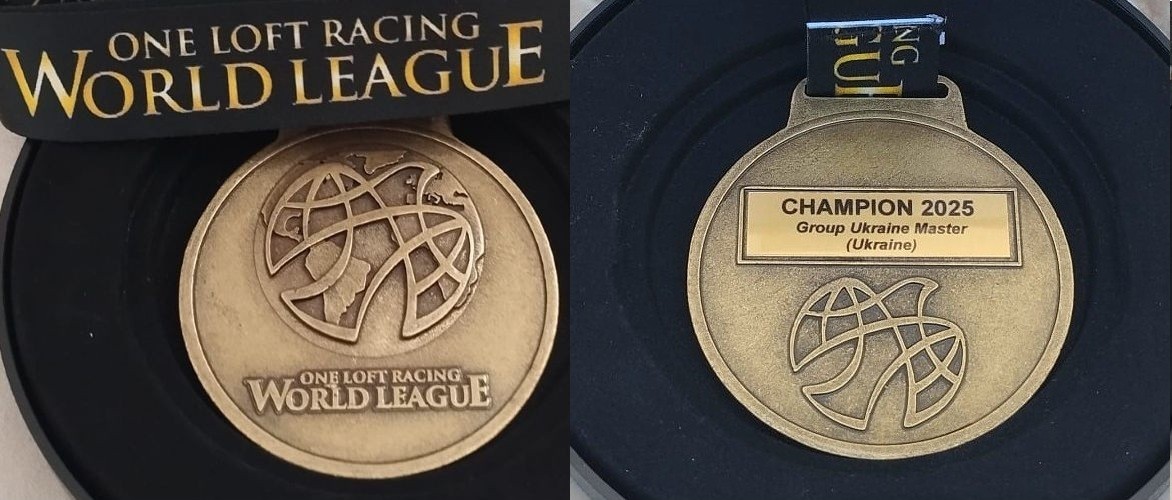 ONE LOFT RACING
WORLD LEAGUE
ONE LOFT RACING
WORLD LEAGUE
CHAMPION 2025
Group Ukraine Master
(Ukraine)